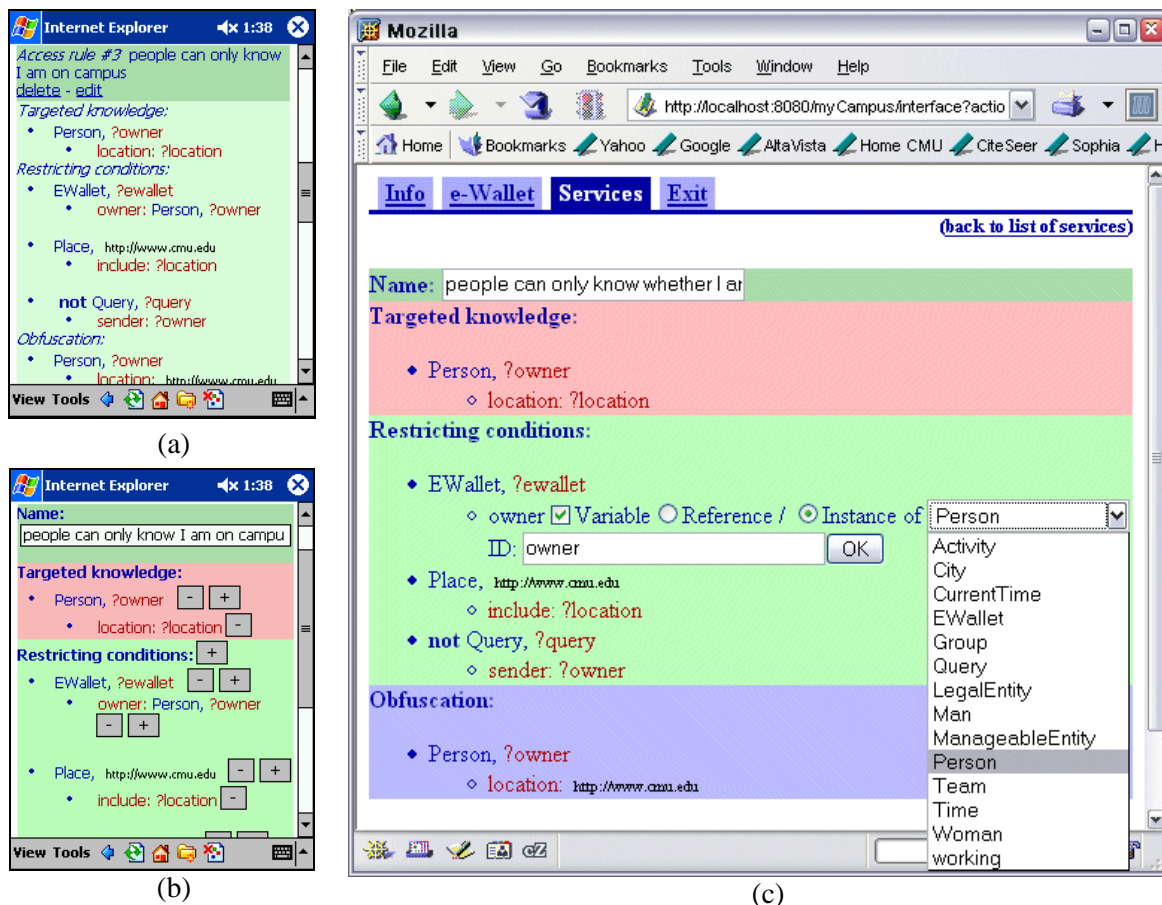 Internet Explorer 1:38
Access rule #3 people can only know
I am on campus
delete - edit
Targeted knowledge:
• Person, ?owner
• location: ?location
Restricting conditions:
• EWallet, ?ewallet
• owner: Person, ?owner
• Place, http://www.cmu.edu
• include: ?location
• not Query, ?query
• sender: ?owner
Obfuscation:
• Person, ?owner
• location: http://www.cmu.edu
View Tools
(a)
Internet Explorer 1:38
Name:
people can only know I am on campu
Targeted knowledge:
• Person, ?owner - +
• location: ?location -
Restricting conditions: +
• EWallet, ?ewallet - +
• owner: Person, ?owner
- +
• Place, http://www.cmu.edu - +
• include: ?location -
View Tools
(b)
Mozilla
File Edit View Go Bookmarks Tools Window Help
http://localhost:8080/myCampus/interface?actio
Home Bookmarks Yahoo Google AltaVista Home CMU CiteSeer Sophia H
Info e-Wallet Services Exit
(back to list of services)
Name: people can only know whether I ar
Targeted knowledge:
• Person, ?owner
location: ?location
Restricting conditions:
• EWallet, ?ewallet
owner Variable Reference / Instance of Person
ID: owner OK
• Place, http://www.cmu.edu
include: ?location
• not Query, ?query
sender: ?owner
Obfuscation:
• Person, ?owner
location: http://www.cmu.edu
Activity
City
CurrentTime
EWallet
Group
Query
LegalEntity
Man
ManageableEntity
Person
Team
Time
Woman
working
(c)